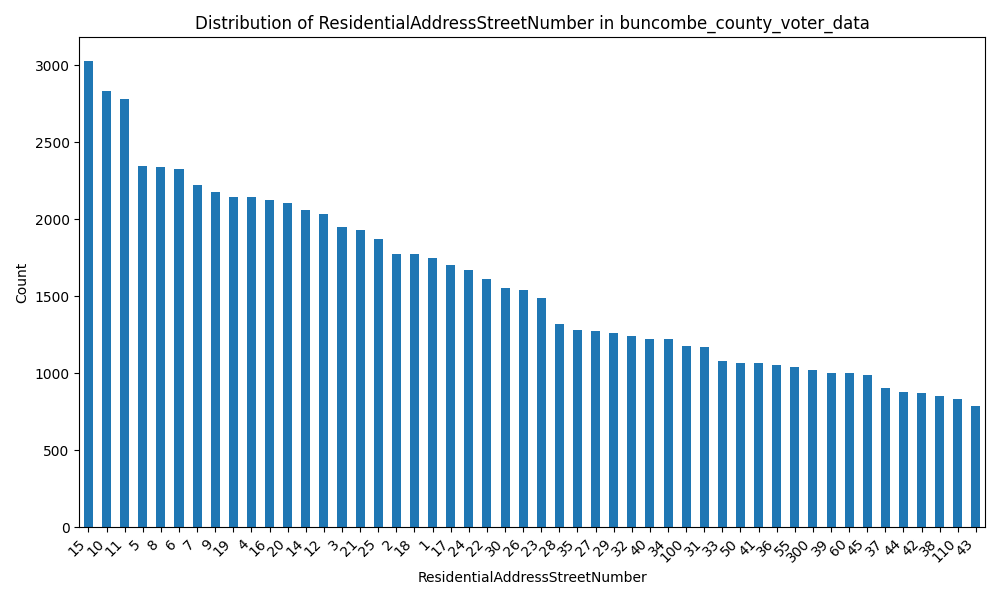 Distribution of ResidentialAddressStreetNumber in buncombe_county_voter_data
3000
2500
2000
1500
1000
500
0
Count
15 10 11 5 8 6 7 9 19 4 16 20 14 12 3 21 25 2 18 1 17 24 22 30 26 23 28 35 27 29 32 40 34 100 31 33 50 41 36 55 300 39 60 45 37 44 42 38 110 43
ResidentialAddressStreetNumber